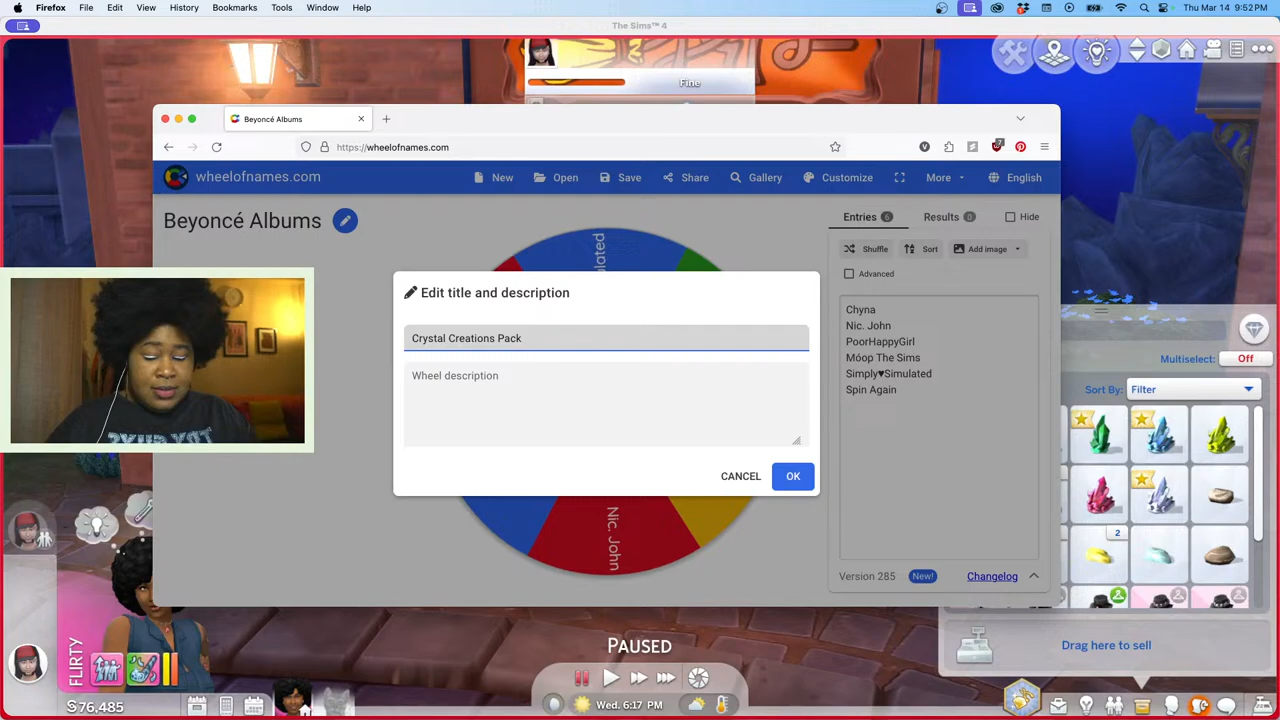 Firefox File Edit View History Bookmarks Tools Window Help Thu Mar 14 9:52 PM
The Sims™ 4
Fine
Beyoncé Albums
https://wheelofnames.com
7
wheelofnames.com New Open Save Share Gallery Customize More English
Beyoncé Albums
Entries 6 Results 0 Hide
Shuffle Sort Add image
Advanced
Chyna
Nic. John
PoorHappyGirl
Móop The Sims
Simply♥Simulated
Spin Again
Version 285 New! Changelog
Nic. John
Edit title and description
Crystal Creations Pack
Wheel description
CANCEL OK
Multiselect: Off
Sort By: Filter
2
Drag here to sell
PAUSED
FLIRTY
§76,485
Wed. 6:17 PM